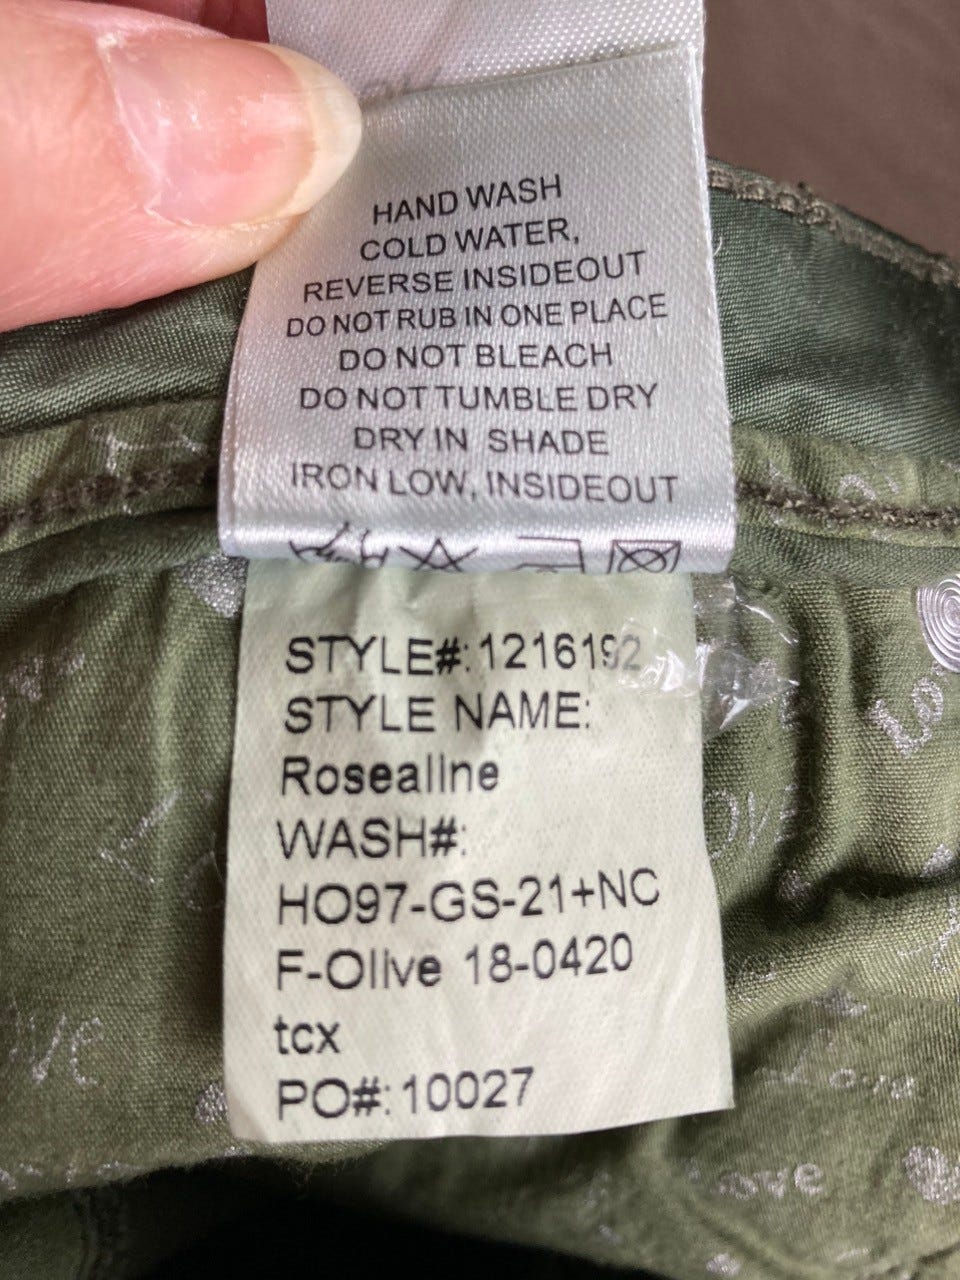 HAND WASH
COLD WATER,
REVERSE INSIDEOUT
DO NOT RUB IN ONE PLACE
DO NOT BLEACH
DO NOT TUMBLE DRY
DRY IN SHADE
IRON LOW, INSIDEOUT
STYLE#: 1216192
STYLE NAME:
Rosealine
WASH#:
HO97-GS-21+NC
F-Olive 18-0420
tcx
PO#: 10027
Love